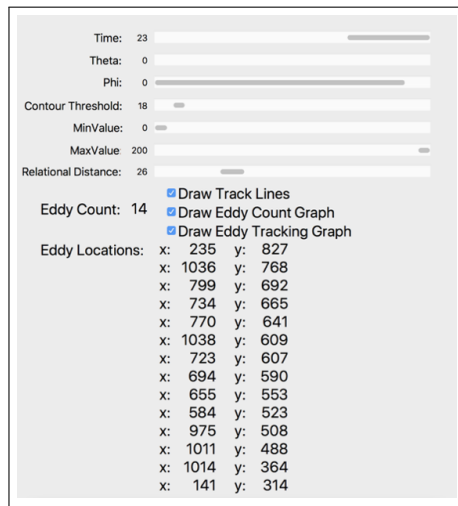 Time: 23
Theta: 0
Phi: 0
Contour Threshold: 18
MinValue: 0
MaxValue 200
Relational Distance: 26
Draw Track Lines
Eddy Count: 14 Draw Eddy Count Graph
Draw Eddy Tracking Graph
Eddy Locations: x: 235 y: 827
x: 1036 y: 768
x: 799 y: 692
x: 734 y: 665
x: 770 y: 641
x: 1038 y: 609
x: 723 y: 607
x: 694 y: 590
x: 655 y: 553
x: 584 y: 523
x: 975 y: 508
x: 1011 y: 488
x: 1014 y: 364
x: 141 y: 314